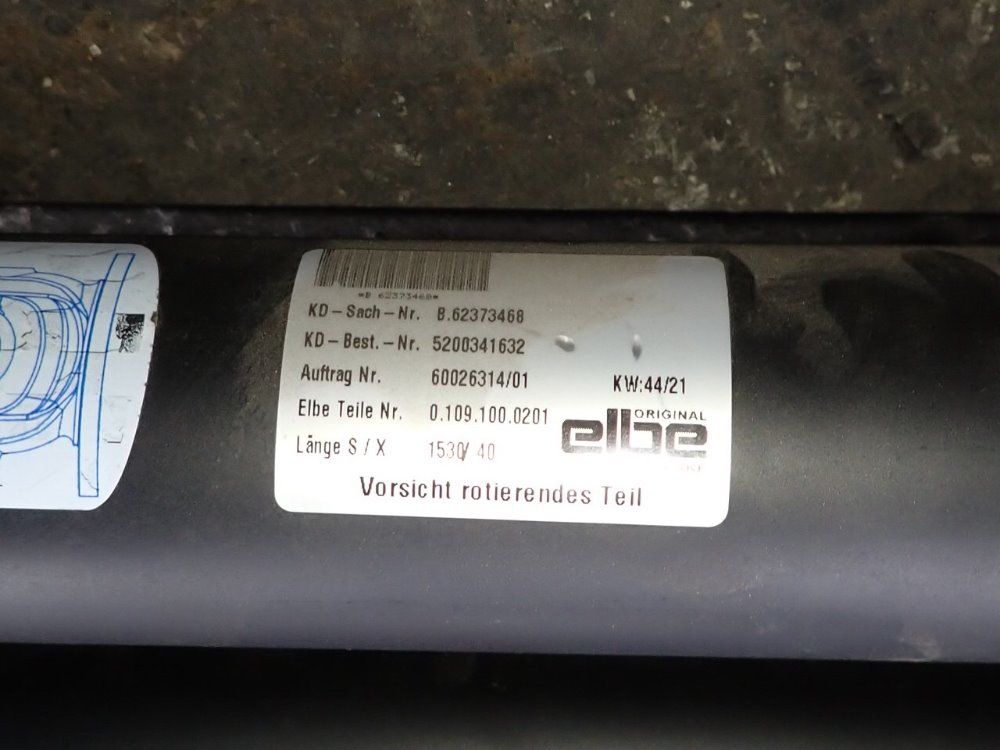 *B 62373468*
KD-Sach-Nr. B.62373468
KD-Best.-Nr. 5200341632
Auftrag Nr. 60026314/01 KW:44/21
Elbe Teile Nr. 0.109.100.0201
ORIGINAL
elbe
Länge S / X 1530/ 40
Vorsicht rotierendes Teil